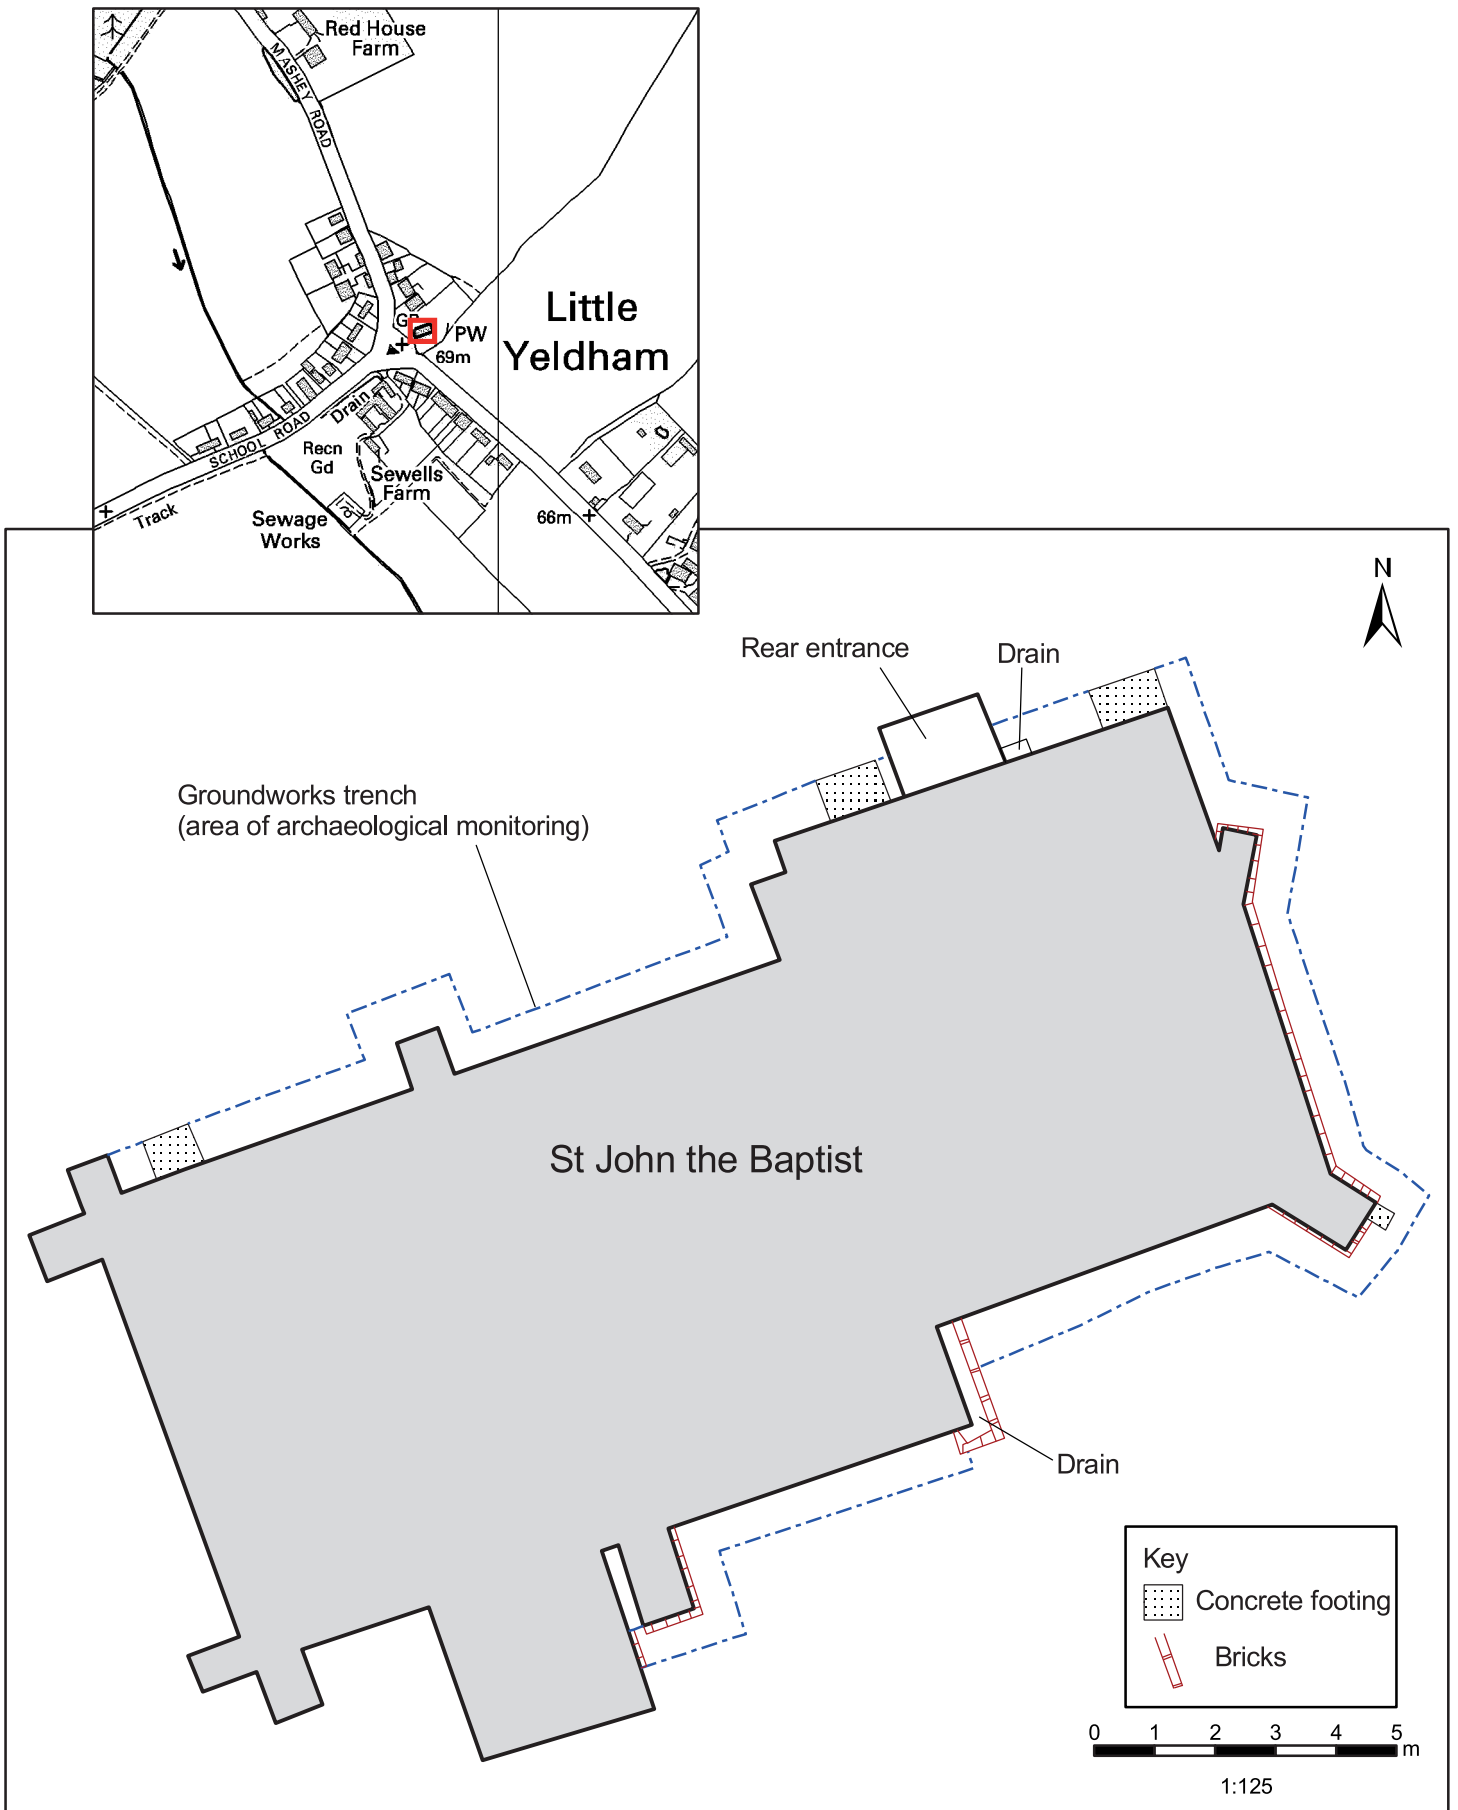 Red House
Farm
MASHEY ROAD
Little
Yeldham
PW
69m
Drain
SCHOOL ROAD
Recn
Gd
Sewells
Farm
Track
Sewage
Works
66m
N
Rear entrance
Drain
Groundworks trench
(area of archaeological monitoring)
St John the Baptist
Drain
Key
Concrete footing
Bricks
0 1 2 3 4 5
m
1:125